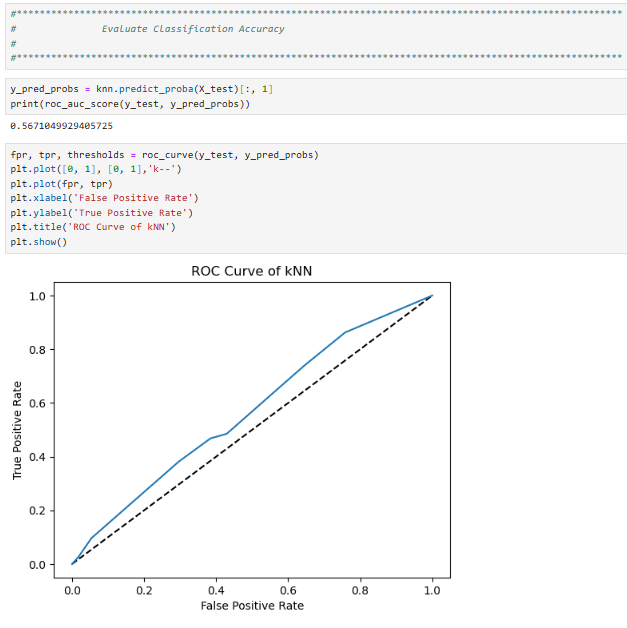 #****************************************************************************************************
#               Evaluate Classification Accuracy
#
#****************************************************************************************************
y_pred_probs = knn.predict_proba(X_test)[:, 1]
print(roc_auc_score(y_test, y_pred_probs))
0.5671049929405725
fpr, tpr, thresholds = roc_curve(y_test, y_pred_probs)
plt.plot([0, 1], [0, 1],'k--')
plt.plot(fpr, tpr)
plt.xlabel('False Positive Rate')
plt.ylabel('True Positive Rate')
plt.title('ROC Curve of kNN')
plt.show()
ROC Curve of kNN
True Positive Rate
1.0
0.8
0.6
0.4
0.2
0.0
0.0 0.2 0.4 0.6 0.8 1.0
False Positive Rate